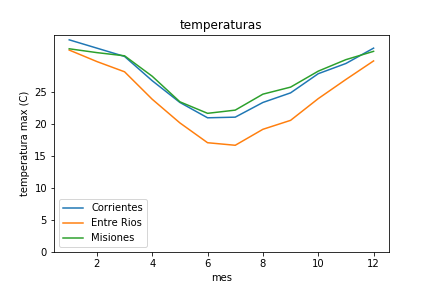 temperaturas
temperatura max (C)
25
20
15
10
5
0
Corrientes
Entre Rios
Misiones
2
4
6
8
10
12
mes